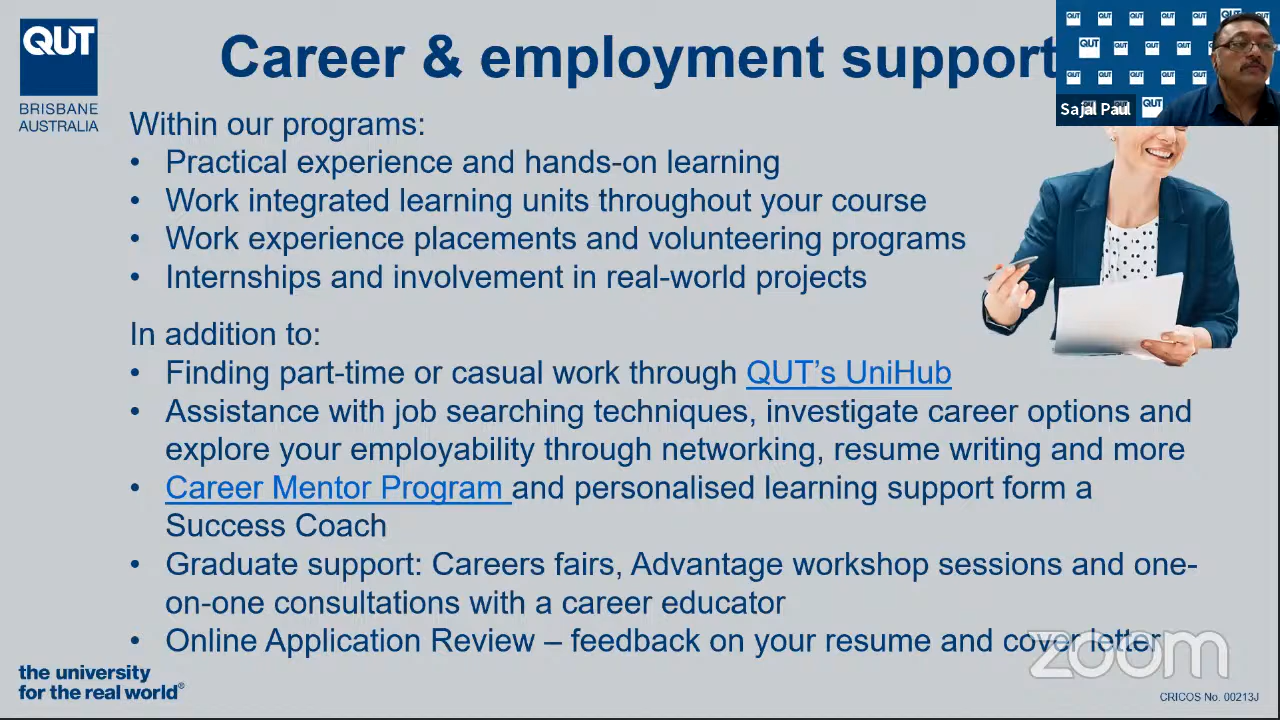 QUT
BRISBANE
AUSTRALIA
Career & employment support
Sajal Paul
Within our programs:
• Practical experience and hands-on learning
• Work integrated learning units throughout your course
• Work experience placements and volunteering programs
• Internships and involvement in real-world projects
In addition to:
• Finding part-time or casual work through QUT’s UniHub
• Assistance with job searching techniques, investigate career options and
explore your employability through networking, resume writing and more
• Career Mentor Program and personalised learning support form a
Success Coach
• Graduate support: Careers fairs, Advantage workshop sessions and one-
on-one consultations with a career educator
• Online Application Review – feedback on your resume and cover letter
zoom
the university
for the real world®
CRICOS No. 00213J